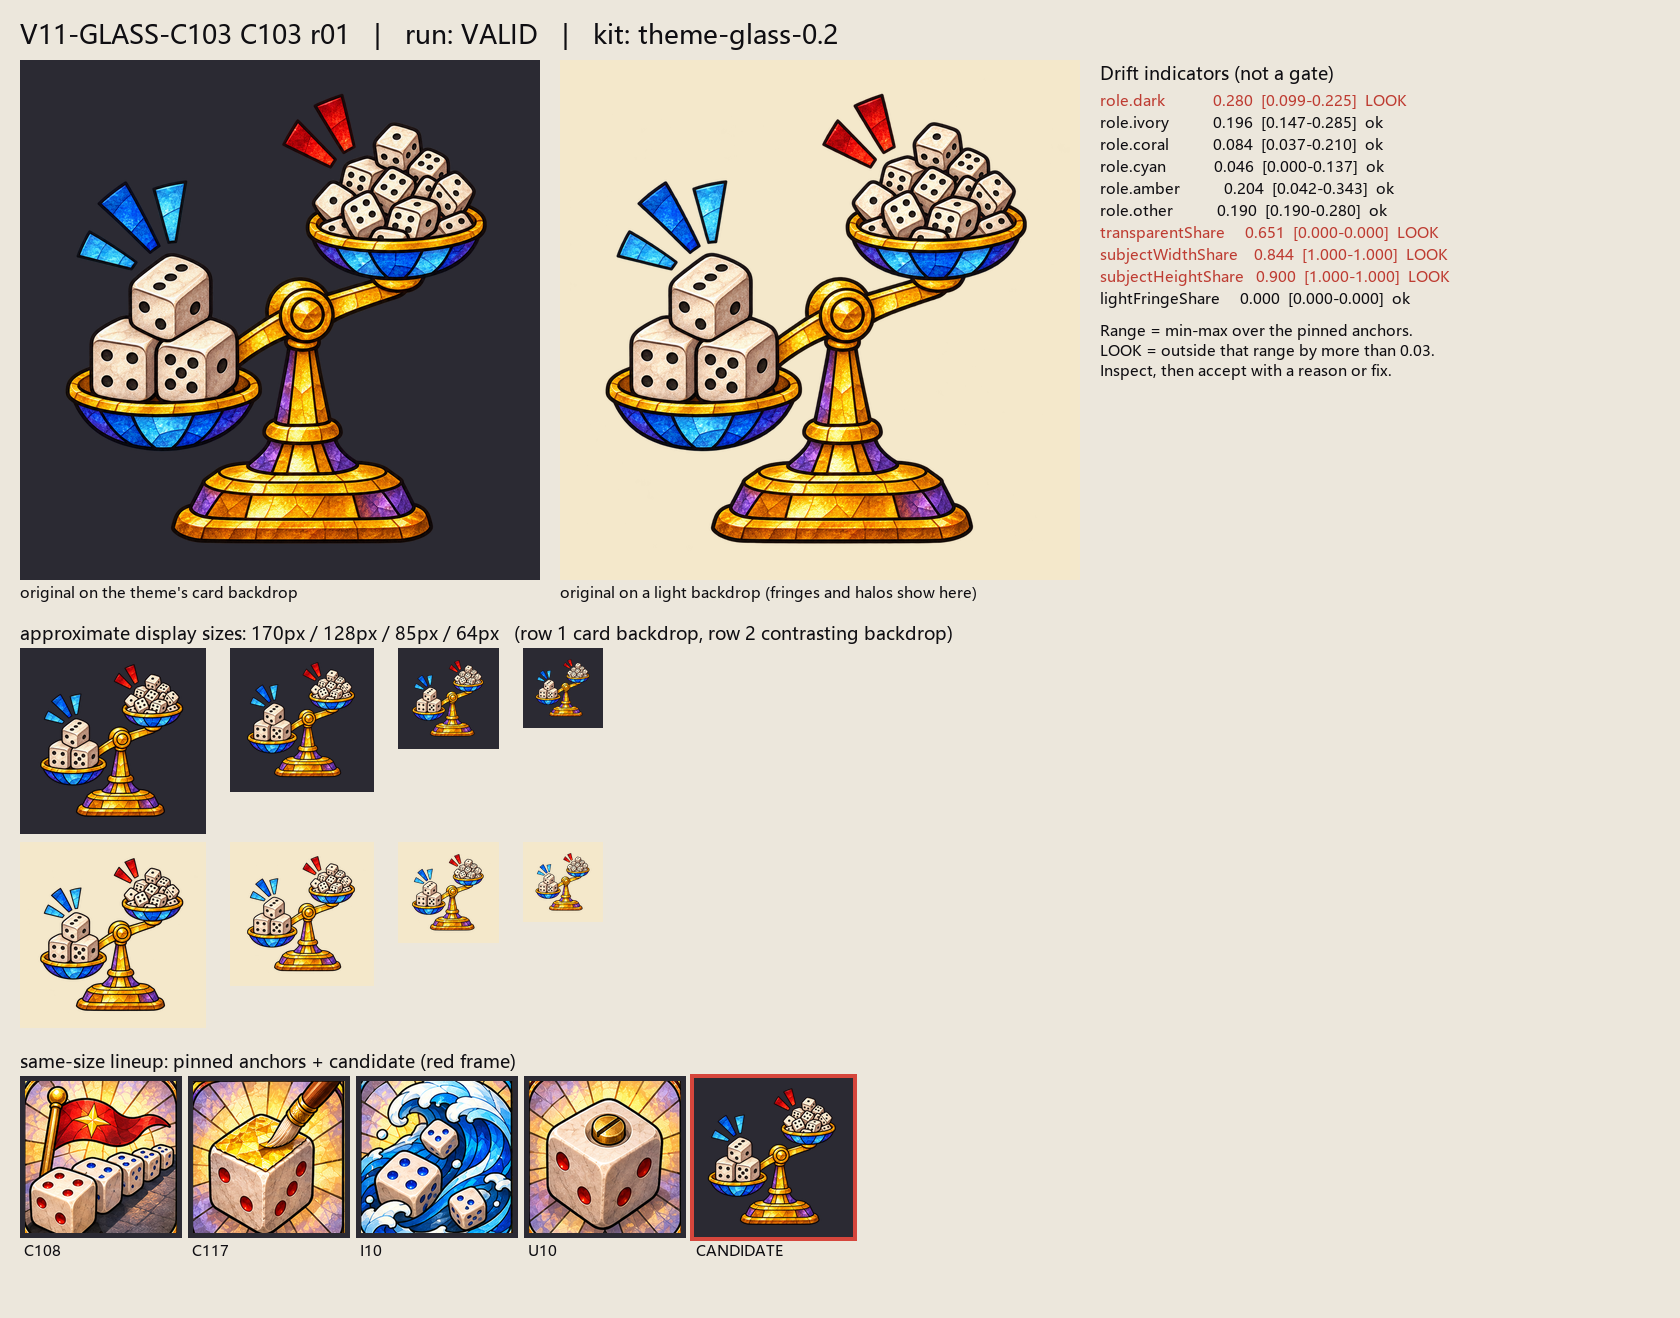 V11-GLASS-C103 C103 r01   |   run: VALID   |   kit: theme-glass-0.2
Drift indicators (not a gate)
role.dark 0.280 [0.099-0.225] LOOK
role.ivory 0.196 [0.147-0.285] ok
role.coral 0.084 [0.037-0.210] ok
role.cyan 0.046 [0.000-0.137] ok
role.amber 0.204 [0.042-0.343] ok
role.other 0.190 [0.190-0.280] ok
transparentShare 0.651 [0.000-0.000] LOOK
subjectWidthShare 0.844 [1.000-1.000] LOOK
subjectHeightShare 0.900 [1.000-1.000] LOOK
lightFringeShare 0.000 [0.000-0.000] ok
Range = min-max over the pinned anchors.
LOOK = outside that range by more than 0.03.
Inspect, then accept with a reason or fix.
original on the theme's card backdrop
original on a light backdrop (fringes and halos show here)
approximate display sizes: 170px / 128px / 85px / 64px   (row 1 card backdrop, row 2 contrasting backdrop)
same-size lineup: pinned anchors + candidate (red frame)
C108
C117
I10
U10
CANDIDATE